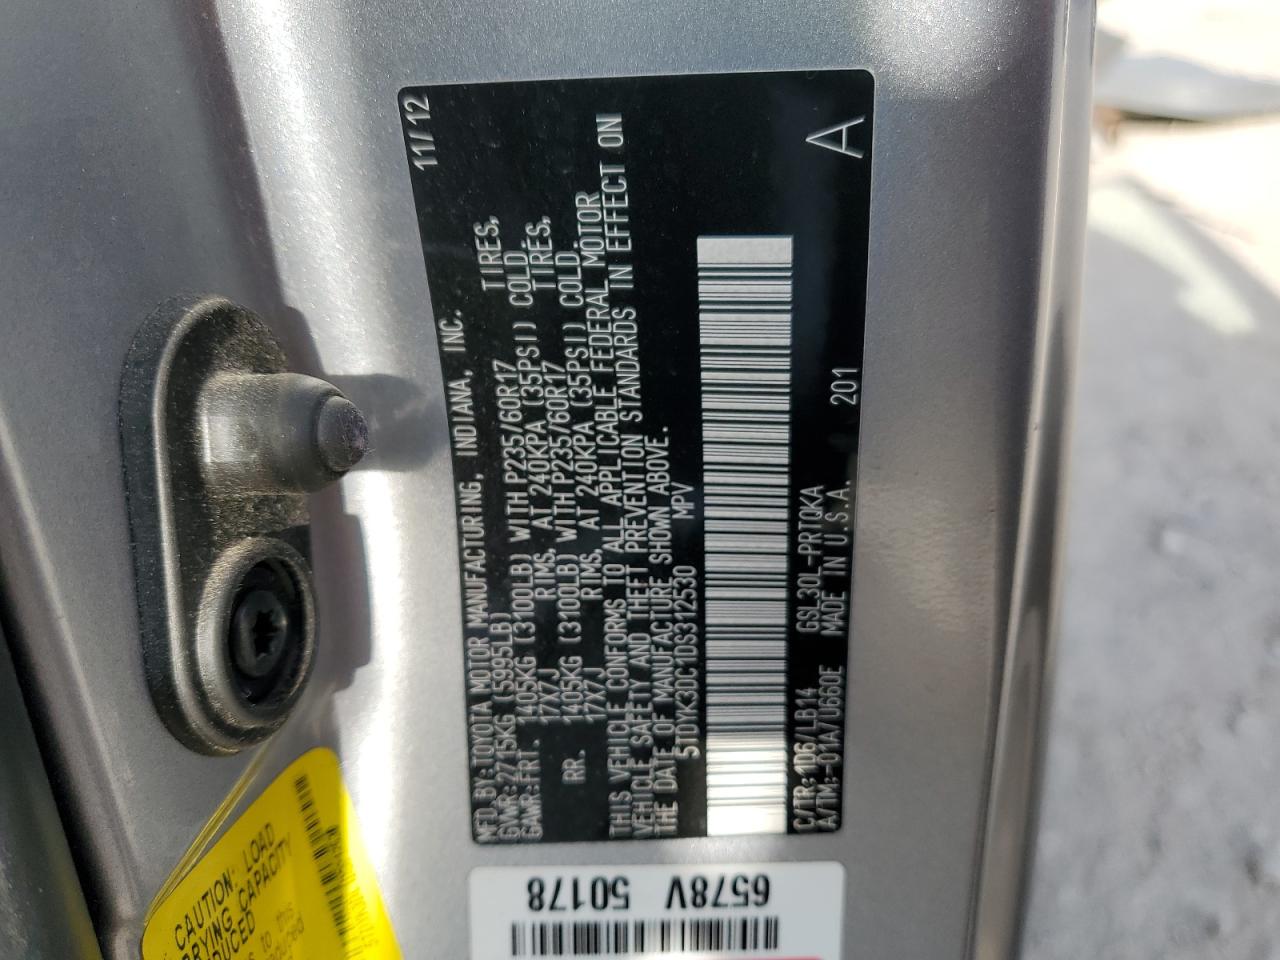 11/12
MFD.BY:TOYOTA MOTOR MANUFACTURING, INDIANA, INC.
GVWR:2715KG (5995LB)
GAWR:FRT. 1405KG (3100LB) WITH P235/60R17 TIRES,
17X7J RIMS, AT 240KPA (35PSI) COLD
RR. 1405KG (3100LB) WITH P235/60R17 TIRES,
17X7J RIMS, AT 240KPA (35PSI) COLD.
THIS VEHICLE CONFORMS TO ALL APPLICABLE FEDERAL MOTOR
VEHICLE SAFETY AND THEFT PREVENTION STANDARDS IN EFFECT ON
THE DATE OF MANUFACTURE SHOWN ABOVE.
5TDYK3DC1DS312530 MPV
C/TR:1D6/LB14 GSL30L-PRTQKA
A/TM:-01A/U660E MADE IN U.S.A. 201
A
CAUTION: LOAD
CAPACITY
to this
6578V
50178